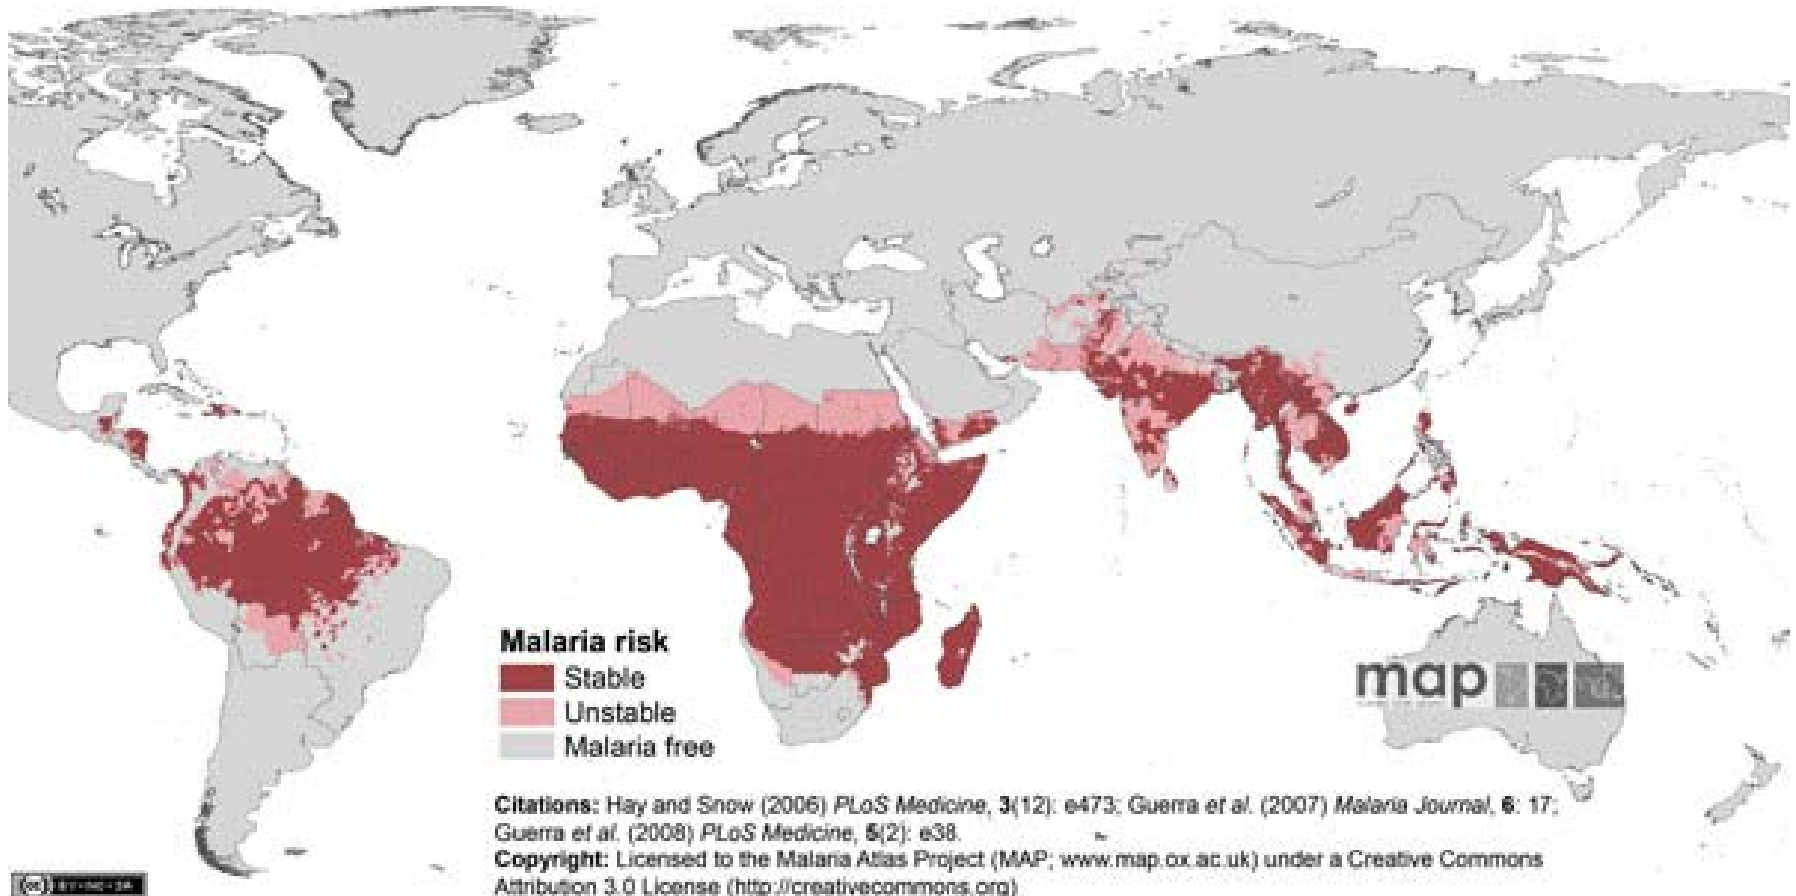 Malaria risk
Stable
Unstable
Malaria free
map
Citations: Hay and Snow (2006) PLoS Medicine, 3(12): e473; Guerra et al. (2007) Malaria Journal, 6: 17;
Guerra et al. (2008) PLoS Medicine, 5(2): e38.
Copyright: Licensed to the Malaria Atlas Project (MAP; www.map.ox.ac.uk) under a Creative Commons
Attribution 3.0 License (http://creativecommons.org)